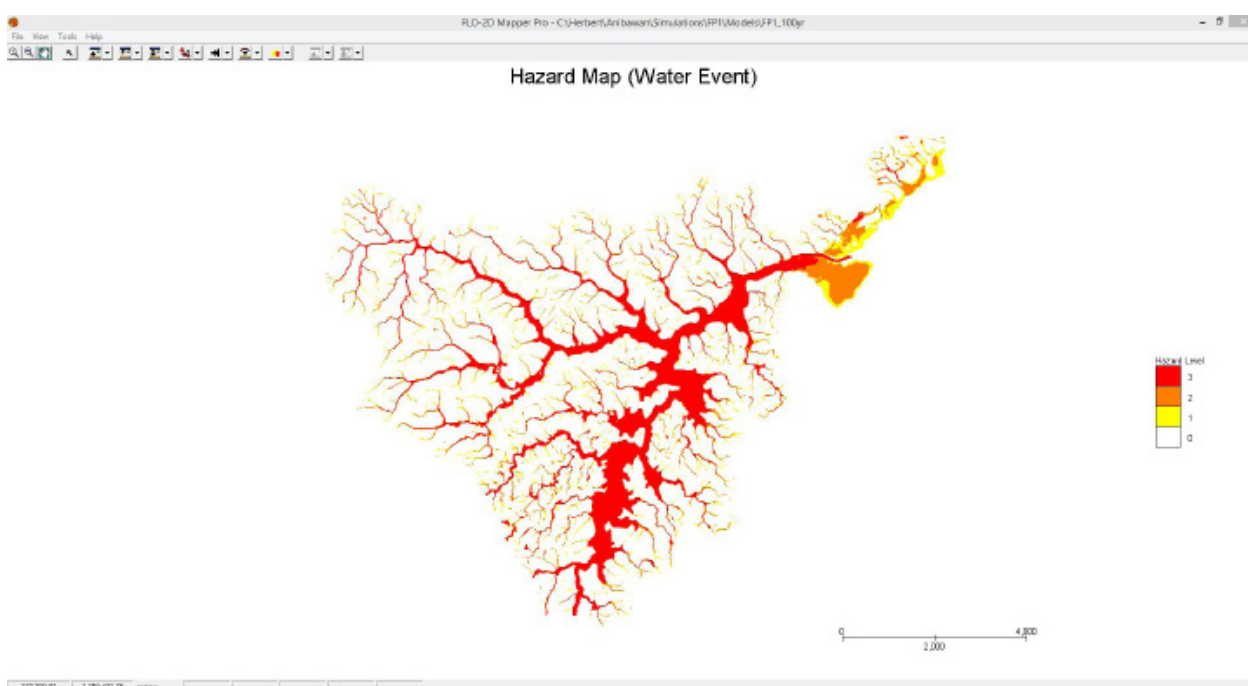 FLO-2D Mapper Pro - C:\Herbert\Anibawan\Simulations\FP1\Models\FP1_100yr
File View Tools Help
Hazard Map (Water Event)
Hazard Level
3
2
1
0
0
4,000
2,000